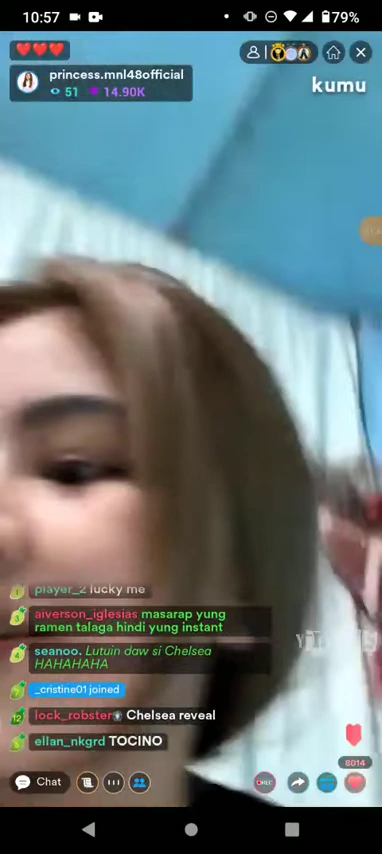 10:57
79%
princess.mnl48official
51 14.90K
kumu
player_2 lucky me
aiverson_iglesias masarap yung
ramen talaga hindi yung instant
seanoo. Lutuin daw si Chelsea
HAHAHAHA
_cristine01 joined
lock_robster Chelsea reveal
ellan_nkgrd TOCINO
8014
Chat